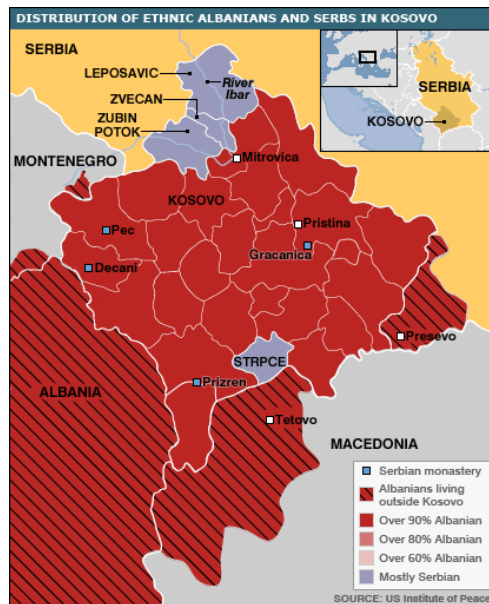 DISTRIBUTION OF ETHNIC ALBANIANS AND SERBS IN KOSOVO
SERBIA
LEPOSAVIC
River
Ibar
ZVECAN
ZUBIN
POTOK
SERBIA
KOSOVO
MONTENEGRO
Mitrovica
KOSOVO
Pec
Pristina
Gracanica
Decani
Presevo
STRPCE
ALBANIA
Prizren
Tetovo
MACEDONIA
Serbian monastery
Albanians living
outside Kosovo
Over 90% Albanian
Over 80% Albanian
Over 60% Albanian
Mostly Serbian
SOURCE: US Institute of Peace